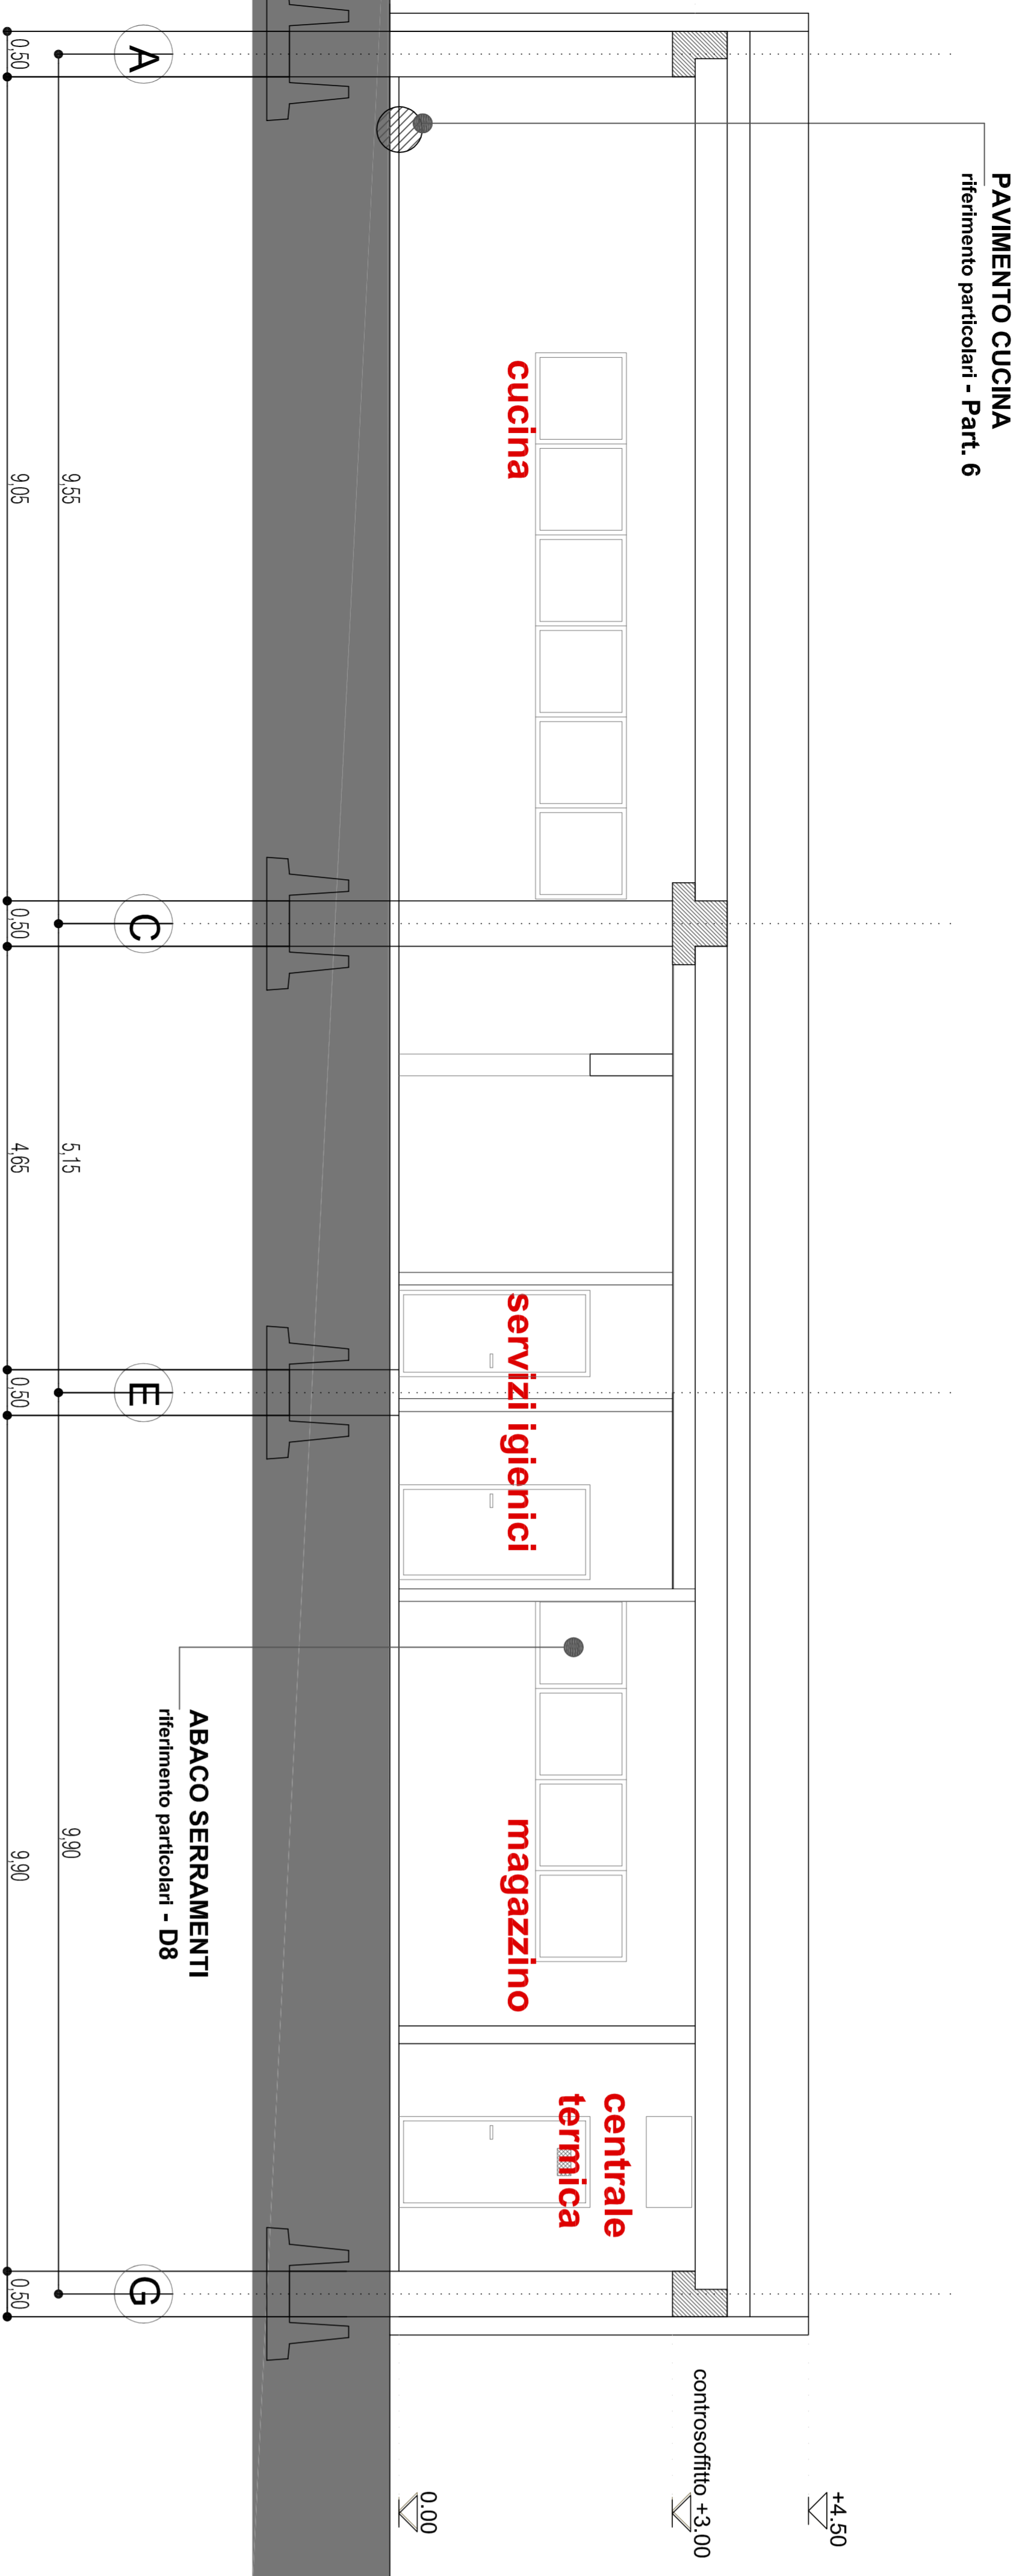 PAVIMENTO CUCINA
riferimento particolari - Part. 6
+4.50
controsoffitto +3.00
0.00
cucina
servizi igienici
magazzino
centrale
termica
ABACO SERRAMENTI
riferimento particolari - D8
A
C
E
G
9,55
5,15
9,90
0,50
9,05
0,50
4,65
0,50
9,90
0,50